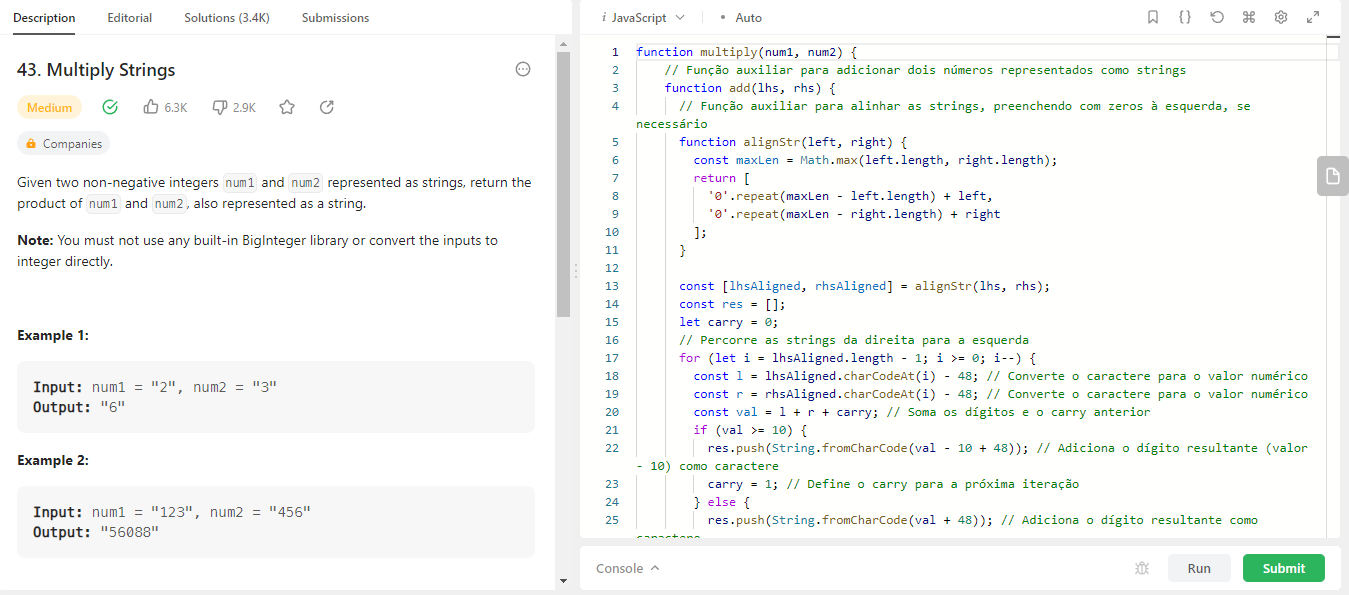 Description Editorial Solutions (3.4K) Submissions
43. Multiply Strings
Medium 6.3K 2.9K
Companies
Given two non-negative integers num1 and num2 represented as strings, return the
product of num1 and num2, also represented as a string.
Note: You must not use any built-in BigInteger library or convert the inputs to
integer directly.
Example 1:
Input: num1 = "2", num2 = "3"
Output: "6"
Example 2:
Input: num1 = "123", num2 = "456"
Output: "56088"
i JavaScript • Auto
1 function multiply(num1, num2) {
2 // Função auxiliar para adicionar dois números representados como strings
3 function add(lhs, rhs) {
4 // Função auxiliar para alinhar as strings, preenchendo com zeros à esquerda, se
necessário
5 function alignStr(left, right) {
6 const maxLen = Math.max(left.length, right.length);
7 return [
8 '0'.repeat(maxLen - left.length) + left,
9 '0'.repeat(maxLen - right.length) + right
10 ];
11 }
12
13 const [lhsAligned, rhsAligned] = alignStr(lhs, rhs);
14 const res = [];
15 let carry = 0;
16 // Percorre as strings da direita para a esquerda
17 for (let i = lhsAligned.length - 1; i >= 0; i--) {
18 const l = lhsAligned.charCodeAt(i) - 48; // Converte o caractere para o valor numérico
19 const r = rhsAligned.charCodeAt(i) - 48; // Converte o caractere para o valor numérico
20 const val = l + r + carry; // Soma os dígitos e o carry anterior
21 if (val >= 10) {
22 res.push(String.fromCharCode(val - 10 + 48)); // Adiciona o dígito resultante (valor
- 10) como caractere
23 carry = 1; // Define o carry para a próxima iteração
24 } else {
25 res.push(String.fromCharCode(val + 48)); // Adiciona o dígito resultante como
caractere
Console Run Submit